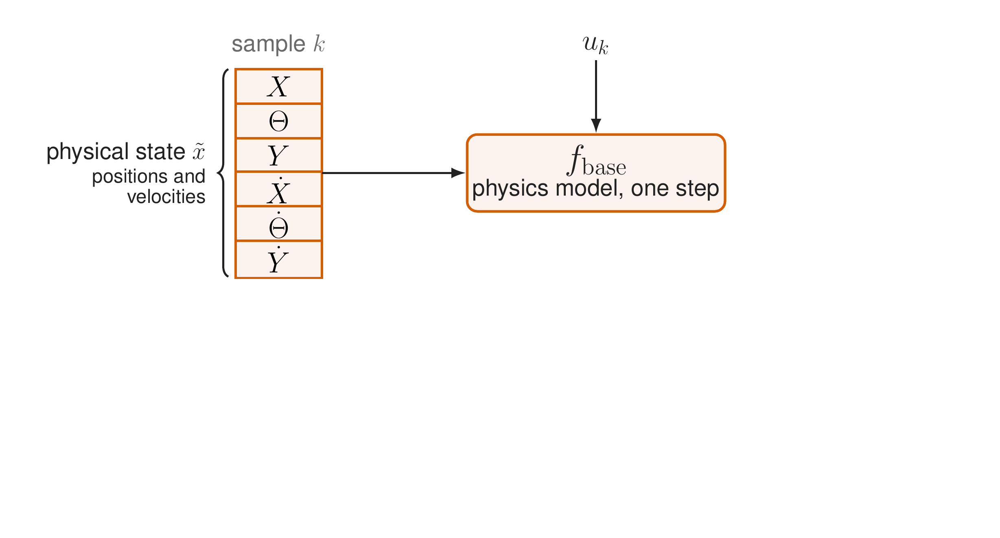 sample k
u_k
X
Θ
Y
Ẋ
Θ̇
Ẏ
physical state x̃
positions and
velocities
f_base
physics model, one step